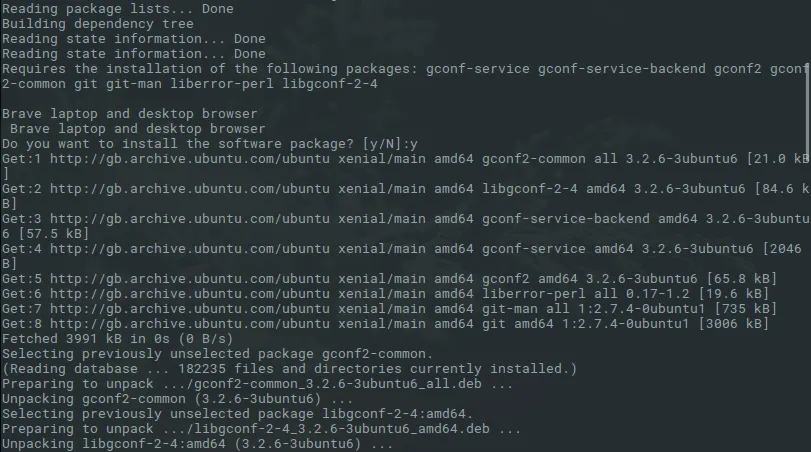 Reading package lists... Done
Building dependency tree
Reading state information... Done
Reading state information... Done
Requires the installation of the following packages: gconf-service gconf-service-backend gconf2 gconf
2-common git git-man liberror-perl libgconf-2-4
Brave laptop and desktop browser
 Brave laptop and desktop browser
Do you want to install the software package? [y/N]:y
Get:1 http://gb.archive.ubuntu.com/ubuntu xenial/main amd64 gconf2-common all 3.2.6-3ubuntu6 [21.0 kB
]
Get:2 http://gb.archive.ubuntu.com/ubuntu xenial/main amd64 libgconf-2-4 amd64 3.2.6-3ubuntu6 [84.6 k
B]
Get:3 http://gb.archive.ubuntu.com/ubuntu xenial/main amd64 gconf-service-backend amd64 3.2.6-3ubuntu
6 [57.5 kB]
Get:4 http://gb.archive.ubuntu.com/ubuntu xenial/main amd64 gconf-service amd64 3.2.6-3ubuntu6 [2046 
B]
Get:5 http://gb.archive.ubuntu.com/ubuntu xenial/main amd64 gconf2 amd64 3.2.6-3ubuntu6 [65.8 kB]
Get:6 http://gb.archive.ubuntu.com/ubuntu xenial/main amd64 liberror-perl all 0.17-1.2 [19.6 kB]
Get:7 http://gb.archive.ubuntu.com/ubuntu xenial/main amd64 git-man all 1:2.7.4-0ubuntu1 [735 kB]
Get:8 http://gb.archive.ubuntu.com/ubuntu xenial/main amd64 git amd64 1:2.7.4-0ubuntu1 [3006 kB]
Fetched 3991 kB in 0s (0 B/s)
Selecting previously unselected package gconf2-common.
(Reading database ... 182235 files and directories currently installed.)
Preparing to unpack .../gconf2-common_3.2.6-3ubuntu6_all.deb ...
Unpacking gconf2-common (3.2.6-3ubuntu6) ...
Selecting previously unselected package libgconf-2-4:amd64.
Preparing to unpack .../libgconf-2-4_3.2.6-3ubuntu6_amd64.deb ...
Unpacking libgconf-2-4:amd64 (3.2.6-3ubuntu6) ...